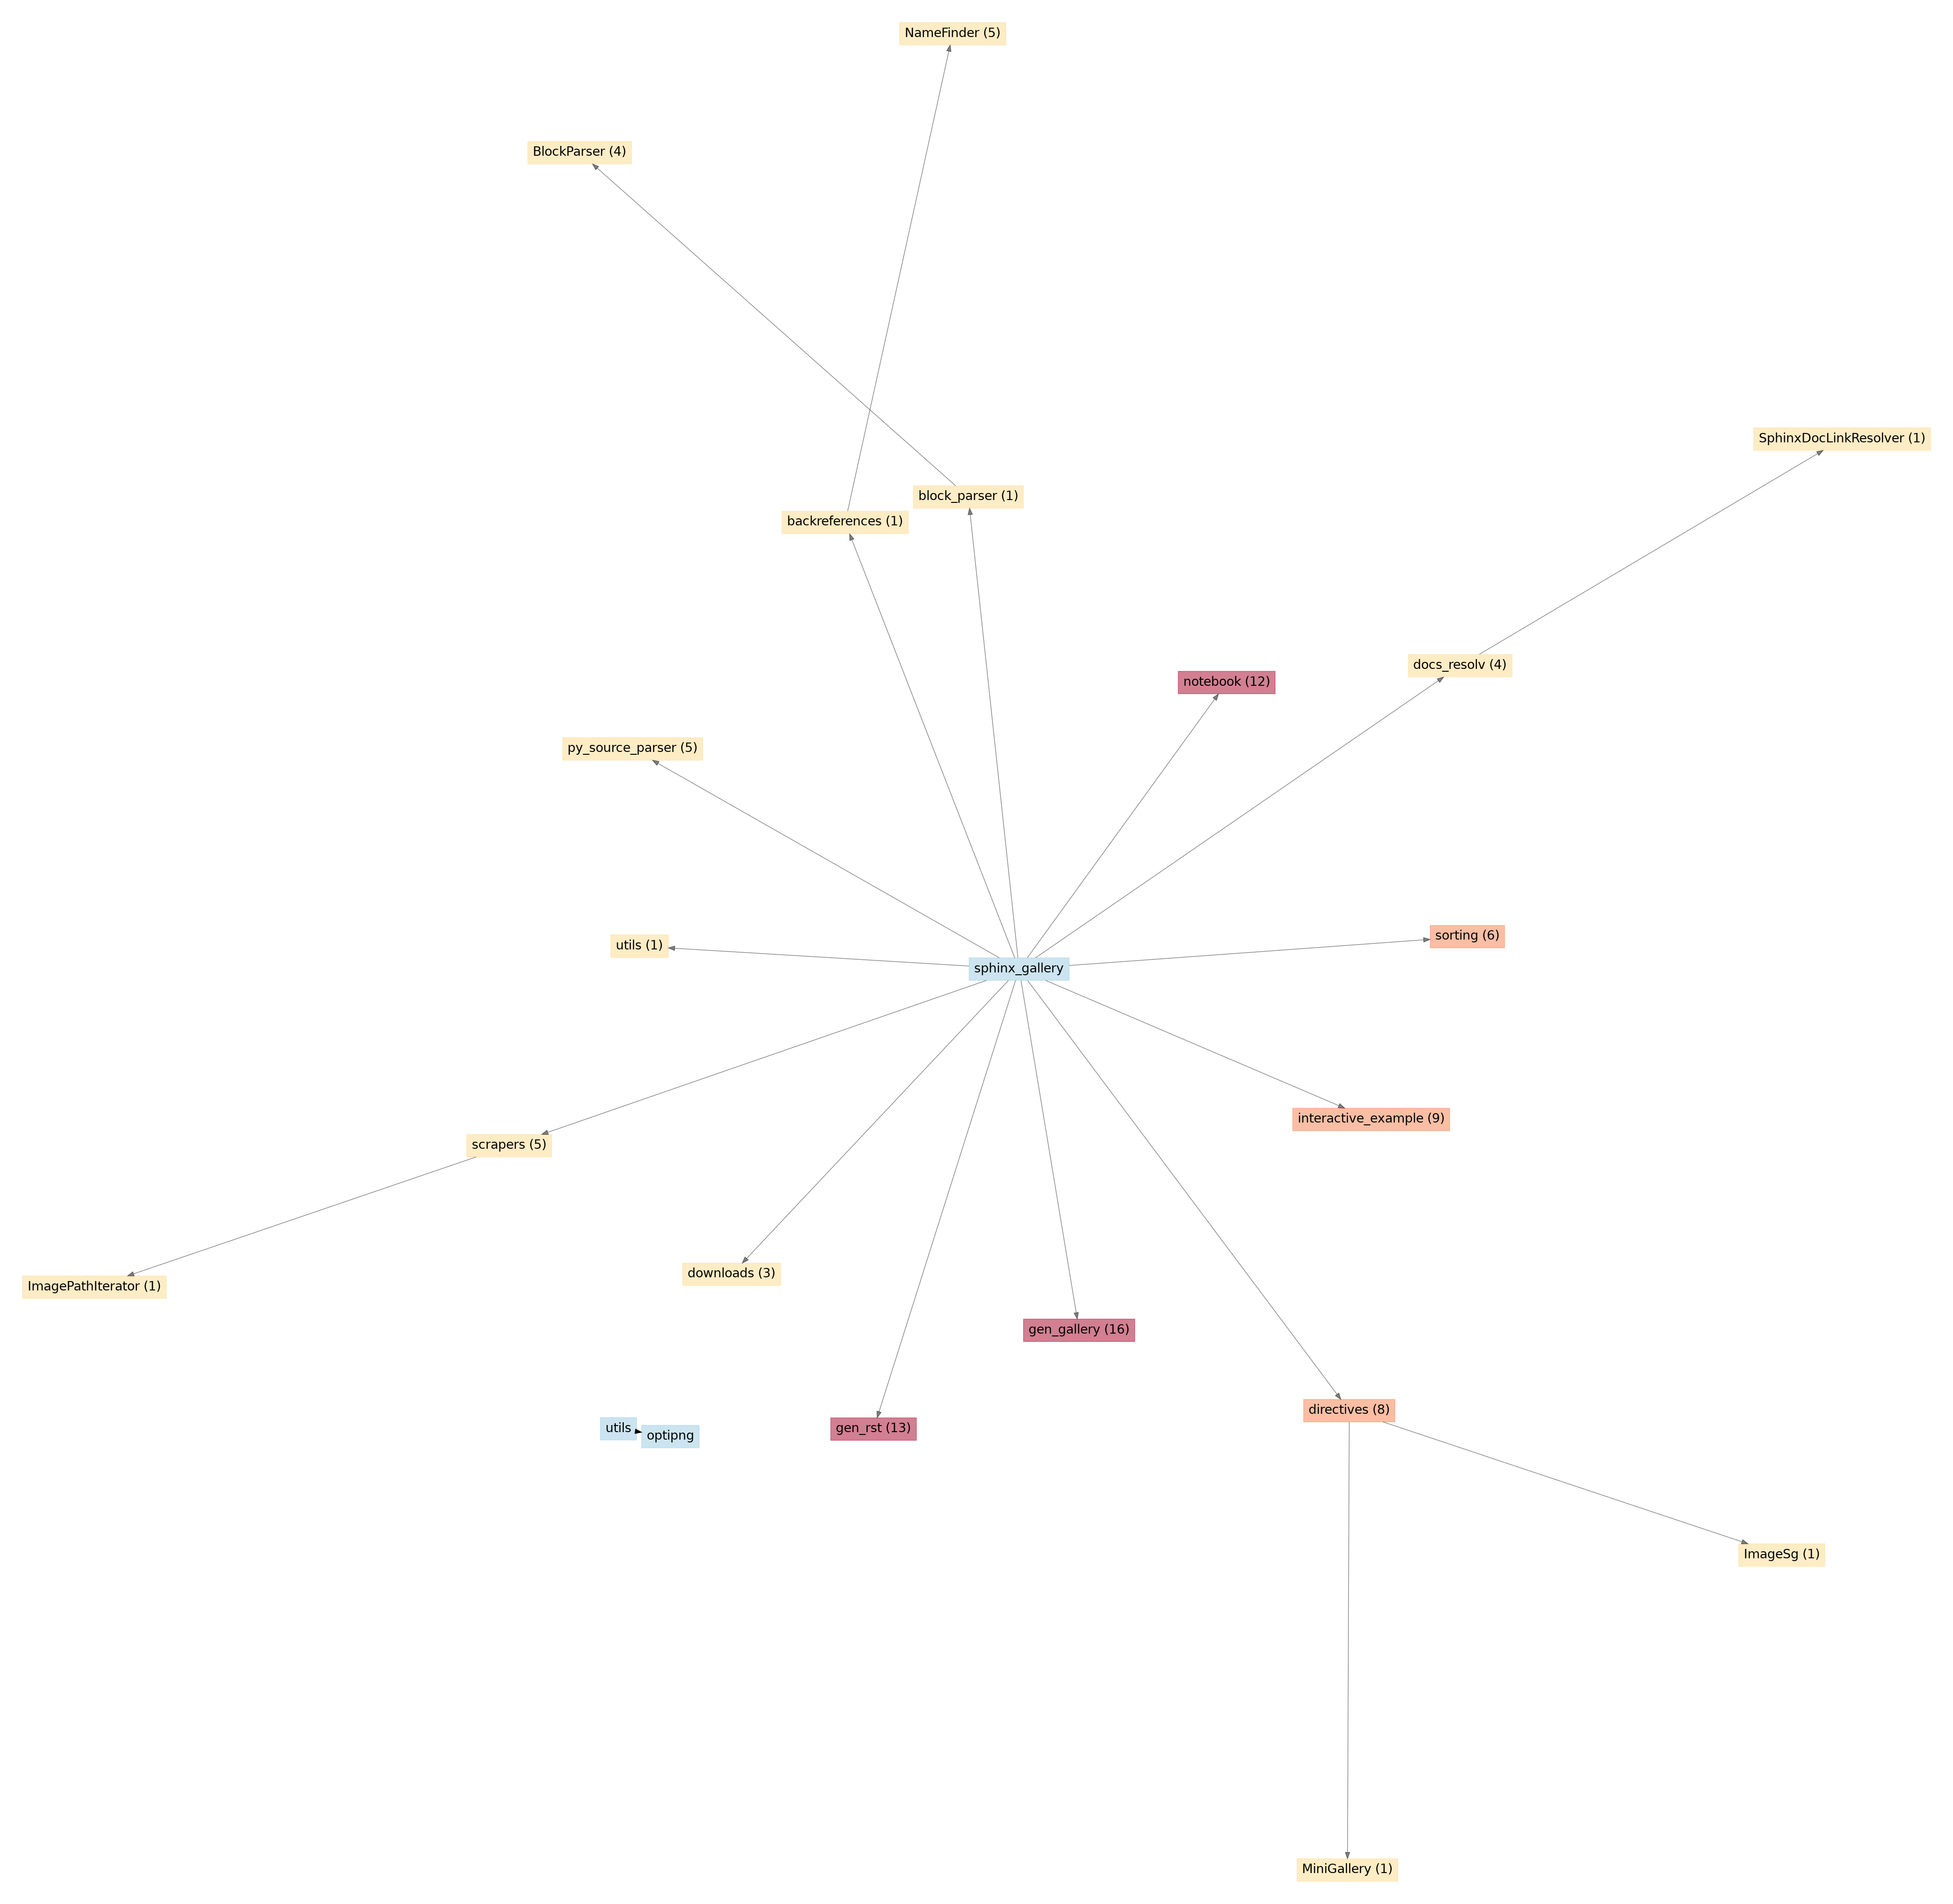 NameFinder (5)
BlockParser (4)
SphinxDocLinkResolver (1)
block_parser (1)
backreferences (1)
docs_resolv (4)
notebook (12)
py_source_parser (5)
sorting (6)
utils (1)
sphinx_gallery
interactive_example (9)
scrapers (5)
downloads (3)
ImagePathIterator (1)
gen_gallery (16)
directives (8)
utils
gen_rst (13)
optipng
ImageSg (1)
MiniGallery (1)